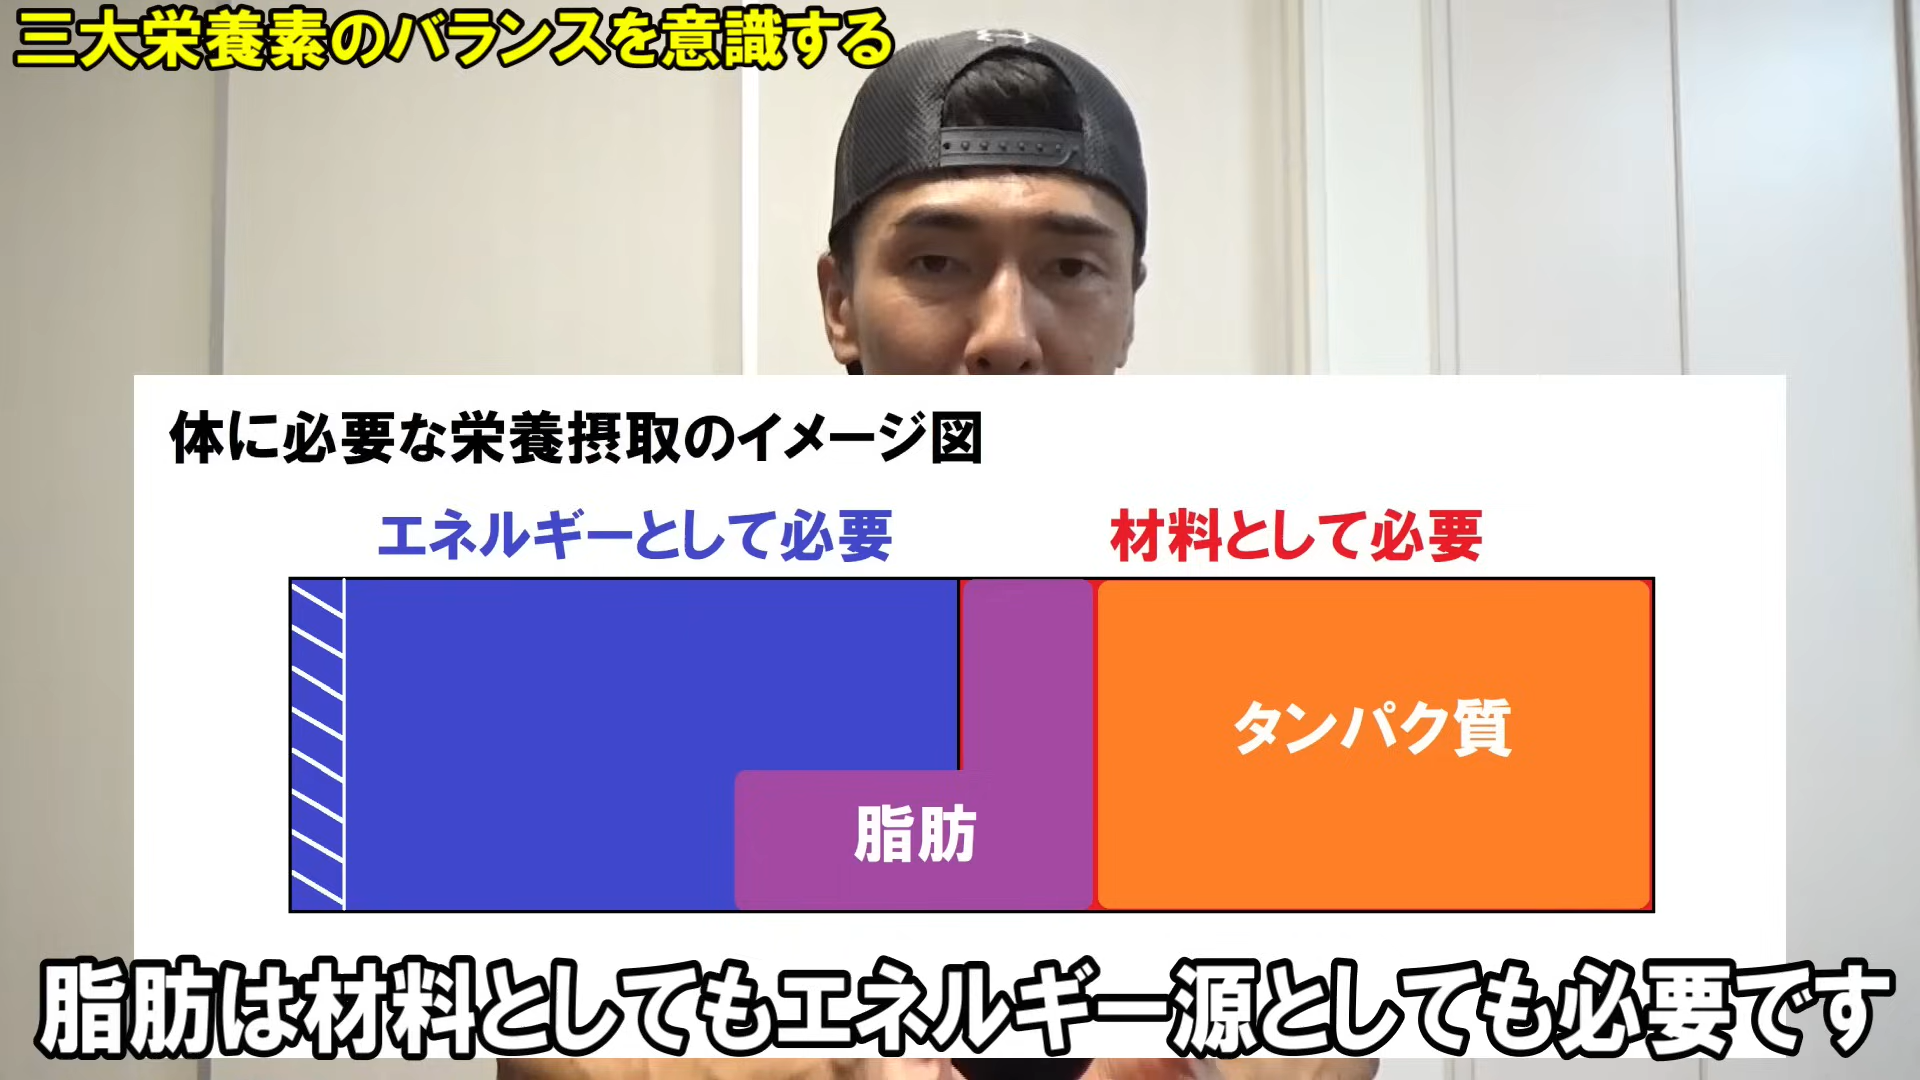 三大栄養素のバランスを意識する
体に必要な栄養摂取のイメージ図
エネルギーとして必要
材料として必要
タンパク質
脂肪
脂肪は材料としてもエネルギー源としても必要です